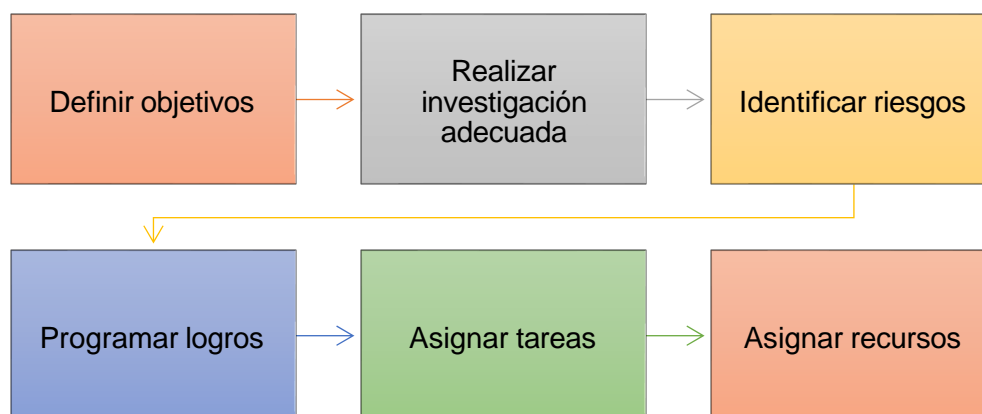 Definir objetivos
Realizar
investigación
adecuada
Identificar riesgos
Programar logros
Asignar tareas
Asignar recursos